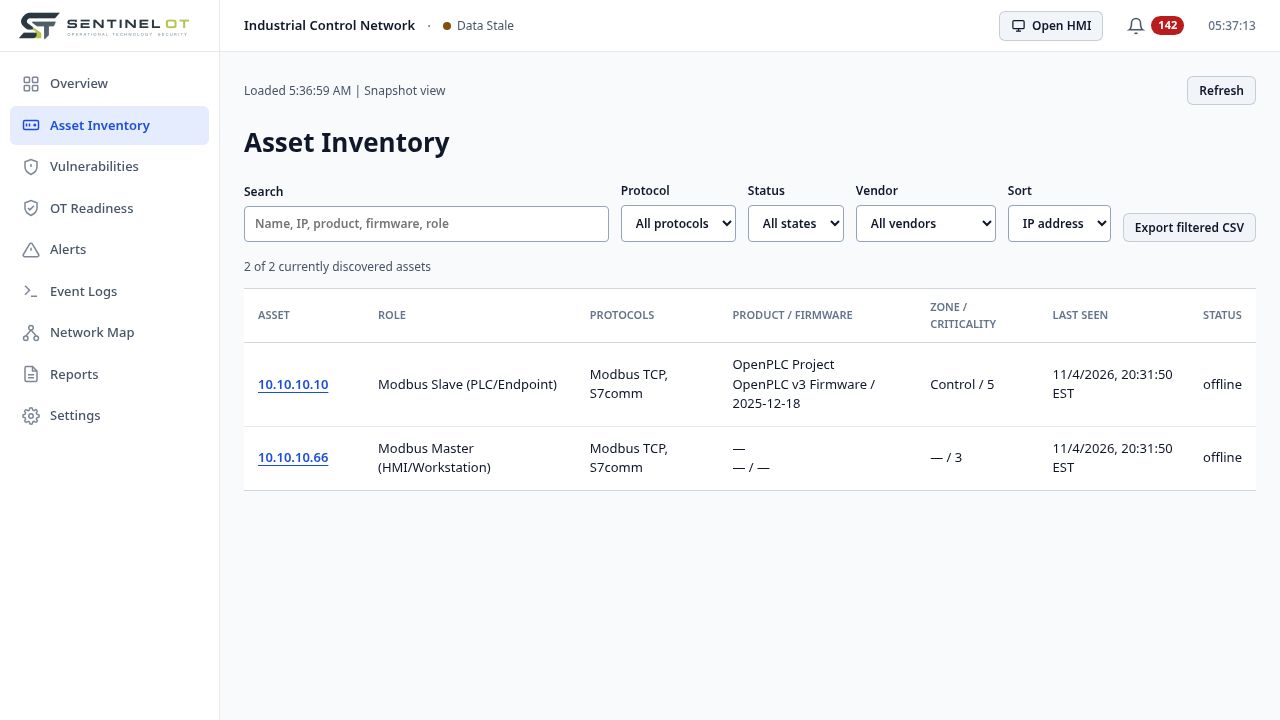 SENTINEL OT
OPERATIONAL TECHNOLOGY SECURITY
Industrial Control Network · Data Stale
Open HMI
142
05:37:13
Overview
Asset Inventory
Vulnerabilities
OT Readiness
Alerts
Event Logs
Network Map
Reports
Settings
Loaded 5:36:59 AM | Snapshot view
Refresh
Asset Inventory
Search
Name, IP, product, firmware, role
Protocol
All protocols
Status
All states
Vendor
All vendors
Sort
IP address
Export filtered CSV
2 of 2 currently discovered assets
ASSET
ROLE
PROTOCOLS
PRODUCT / FIRMWARE
ZONE /
CRITICALITY
LAST SEEN
STATUS
10.10.10.10
Modbus Slave (PLC/Endpoint)
Modbus TCP,
S7comm
OpenPLC Project
OpenPLC v3 Firmware /
2025-12-18
Control / 5
11/4/2026, 20:31:50
EST
offline
10.10.10.66
Modbus Master
(HMI/Workstation)
Modbus TCP,
S7comm
—
— / —
— / 3
11/4/2026, 20:31:50
EST
offline